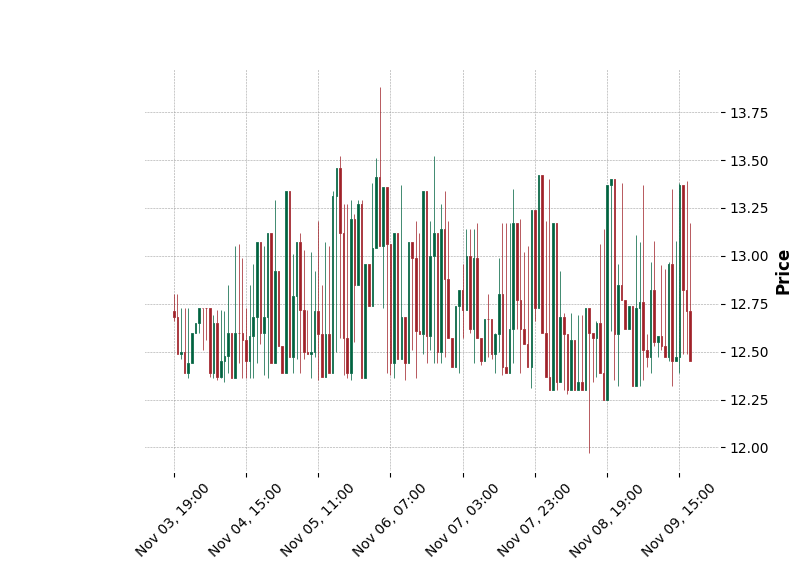 13.75
13.50
13.25
13.00
12.75
12.50
12.25
12.00
Price
Nov 03, 19:00
Nov 04, 15:00
Nov 05, 11:00
Nov 06, 07:00
Nov 07, 03:00
Nov 07, 23:00
Nov 08, 19:00
Nov 09, 15:00